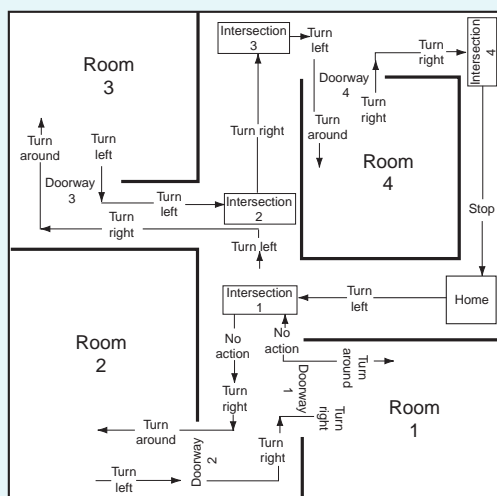 Room
3
Intersection
3
Turn
left
Turn
right
Intersection
4
Doorway
4
Turn
right
Turn
around
Room
4
Turn right
Turn
around
Turn
left
Doorway
3
Turn
left
Intersection
2
Turn
right
Turn left
Stop
Intersection
1
Turn
left
Home
Room
2
No
action
No
action
Turn
around
Doorway
1
Turn
right
Turn
right
Room
1
Turn
around
Doorway
2
Turn
left
Turn
right